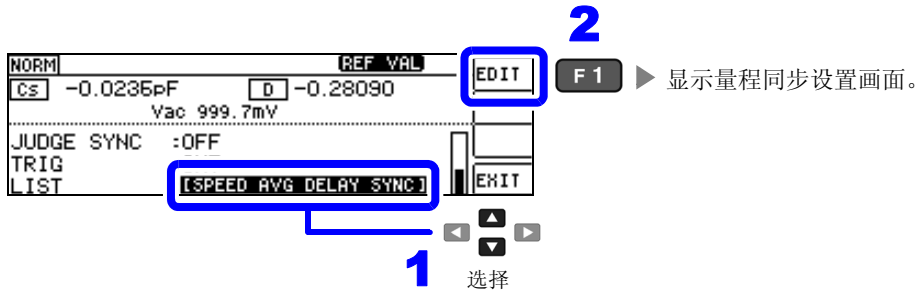 2
NORM REF VAL EDIT
F1 ▶ 显示量程同步设置画面。
Cs -0.0235pF D -0.28090
Vac 999.7mV
JUDGE SYNC :OFF
TRIG
LIST [SPEED AVG DELAY SYNC] EXIT
1
选择